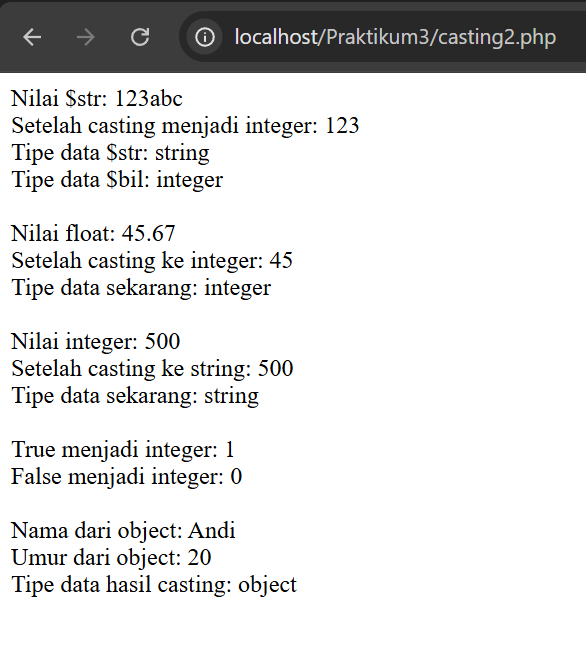 localhost/Praktikum3/casting2.php
Nilai $str: 123abc
Setelah casting menjadi integer: 123
Tipe data $str: string
Tipe data $bil: integer
Nilai float: 45.67
Setelah casting ke integer: 45
Tipe data sekarang: integer
Nilai integer: 500
Setelah casting ke string: 500
Tipe data sekarang: string
True menjadi integer: 1
False menjadi integer: 0
Nama dari object: Andi
Umur dari object: 20
Tipe data hasil casting: object